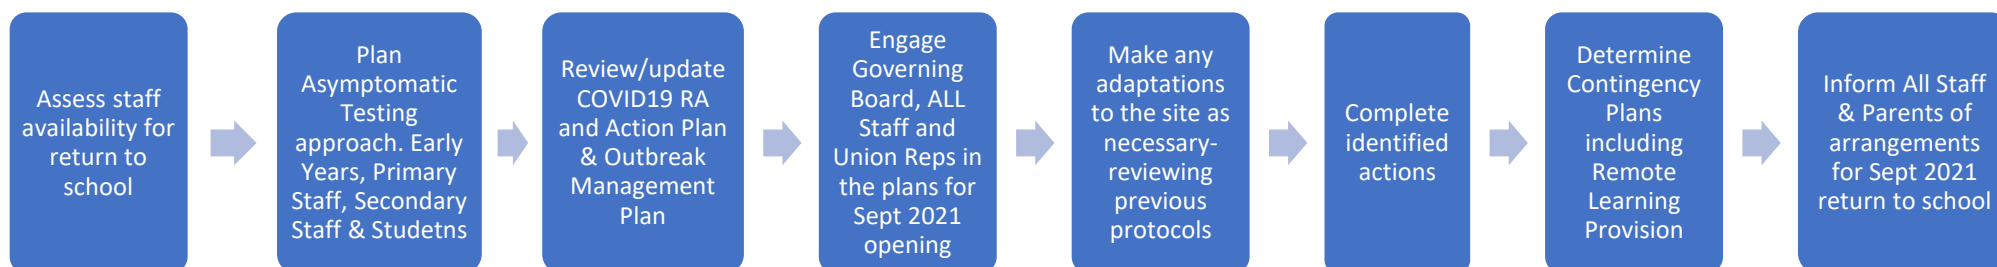 Assess staff
availability for
return to
school
Plan
Asymptomatic
Testing
approach. Early
Years, Primary
Staff, Secondary
Staff & Studetns
Review/update
COVID19 RA
and Action Plan
& Outbreak
Management
Plan
Engage
Governing
Board, ALL
Staff and
Union Reps in
the plans for
Sept 2021
opening
Make any
adaptations
to the site as
necessary-
reviewing
previous
protocols
Complete
identified
actions
Determine
Contingency
Plans
including
Remote
Learning
Provision
Inform All Staff
& Parents of
arrangements
for Sept 2021
return to school